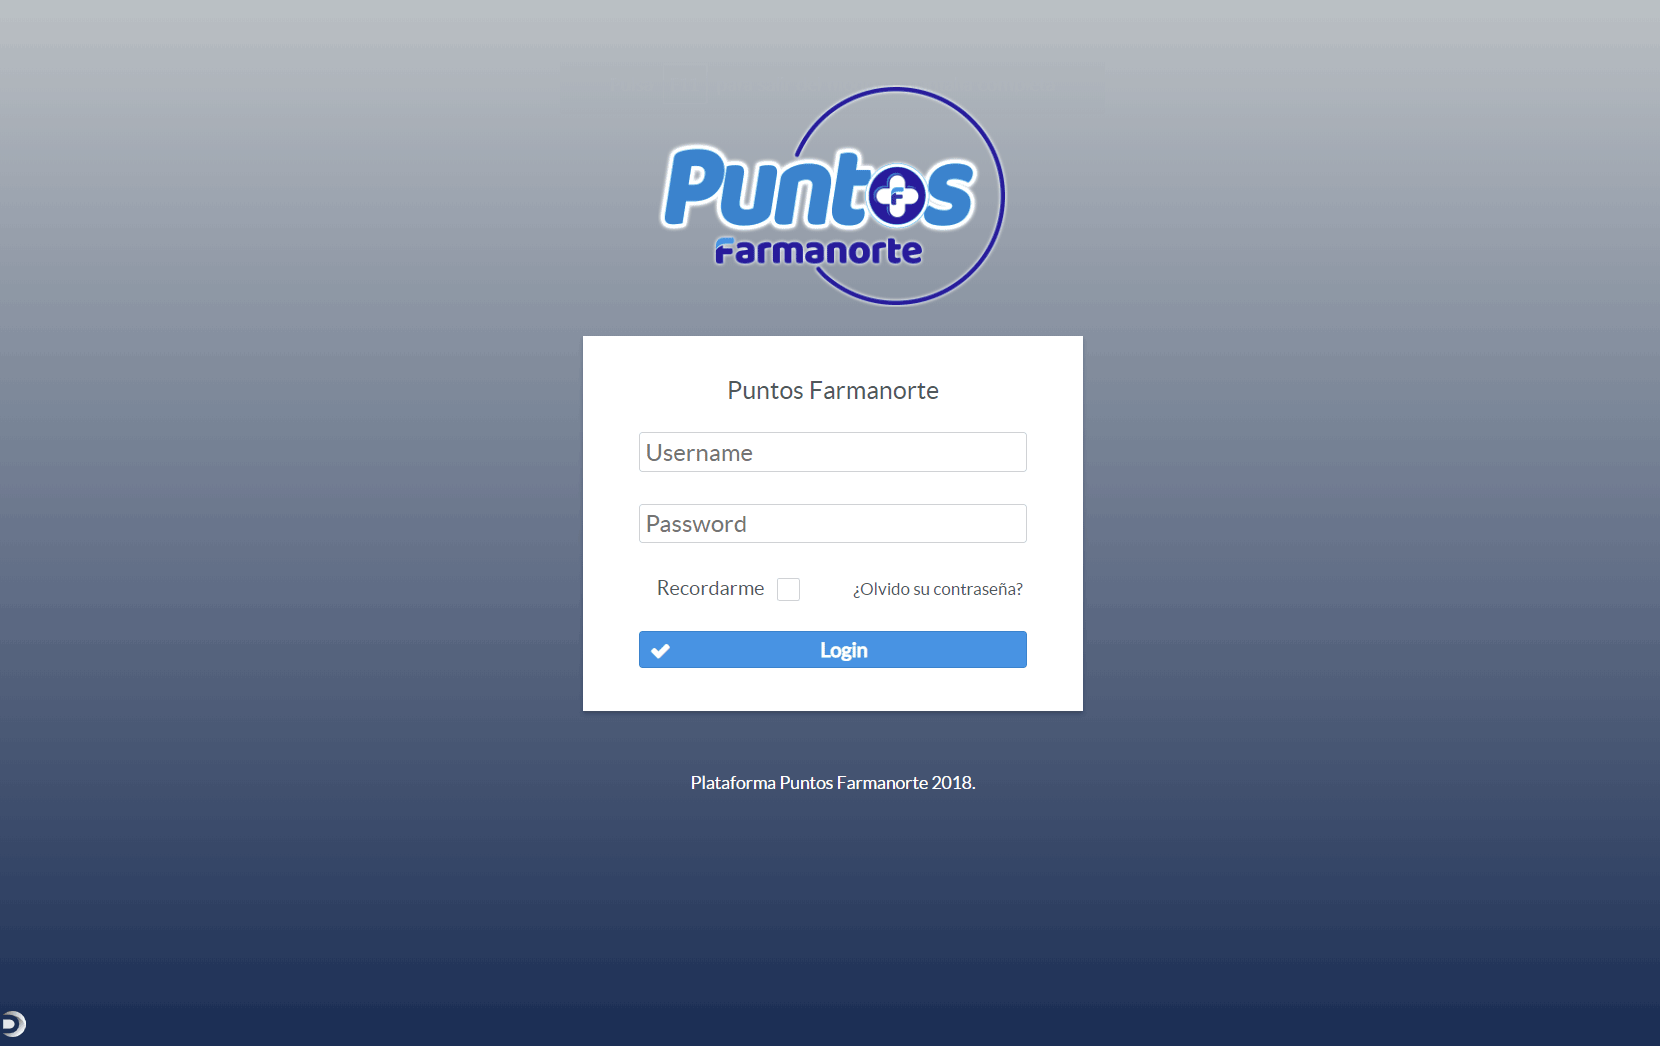 Puntos
Farmanorte
Puntos Farmanorte
Username
Password
Recordarme
¿Olvido su contraseña?
Login
Plataforma Puntos Farmanorte 2018.